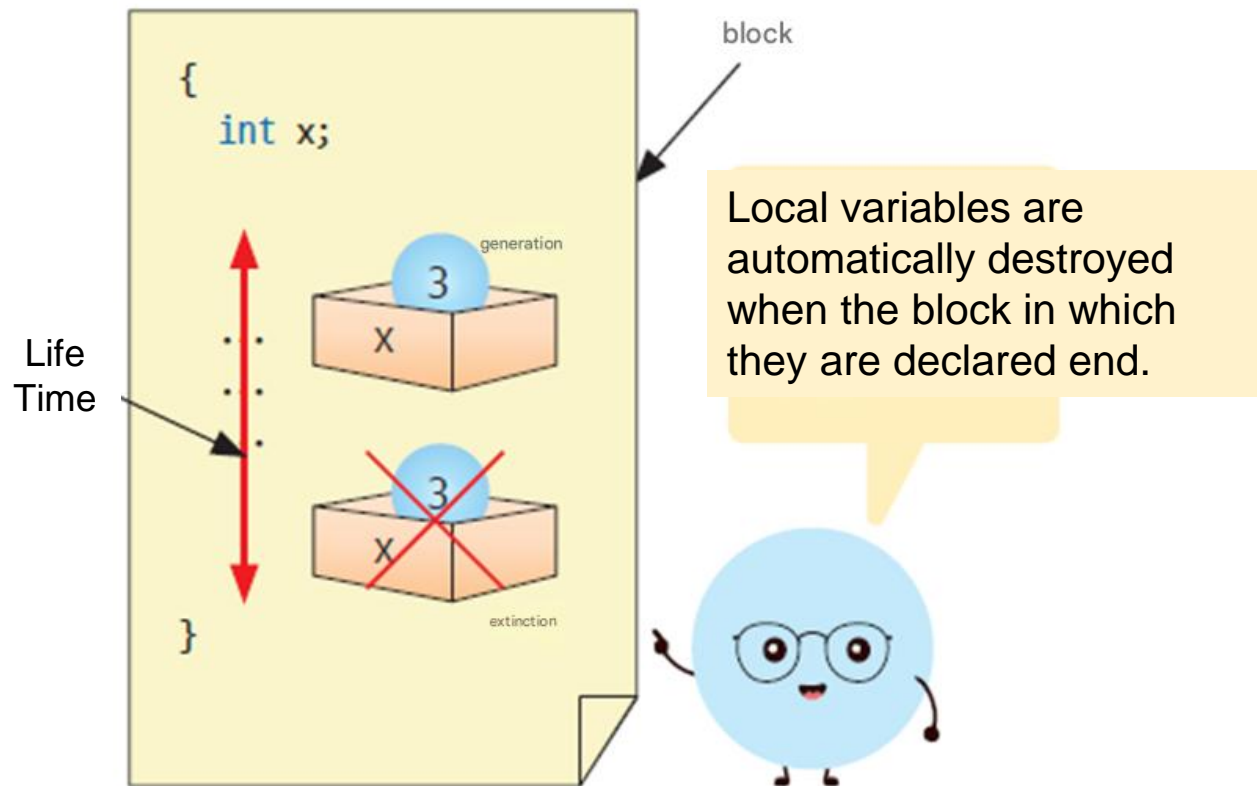 block
{
int x;
generation
3
X
Life
Time
. . .
. . .
. .
3
X
extinction
}
Local variables are
automatically destroyed
when the block in which
they are declared end.